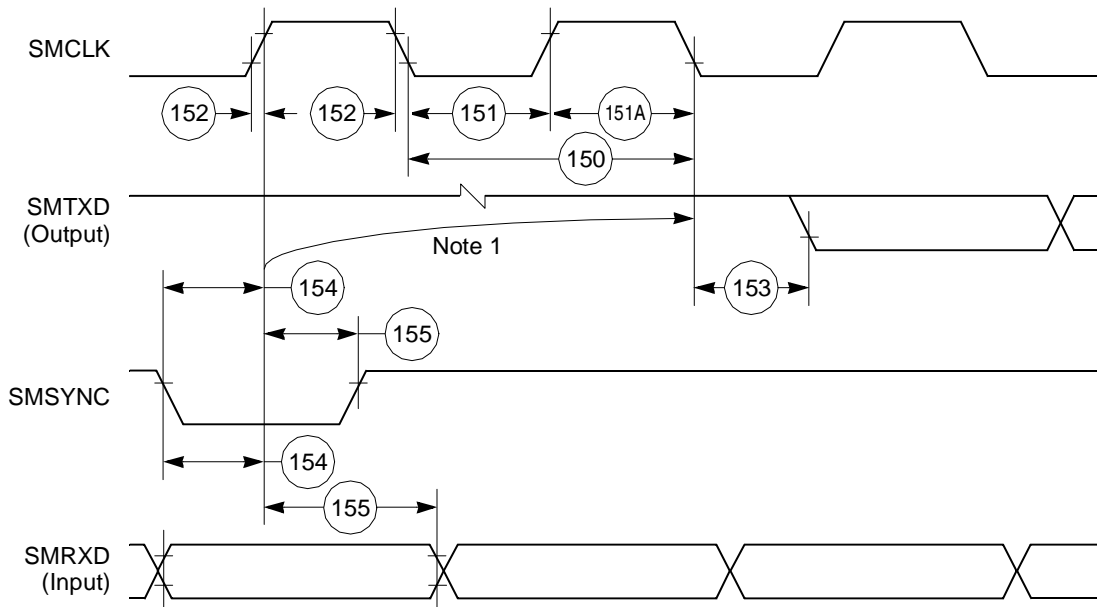 SMCLK
152
152
151
151A
150
SMTXD
(Output)
Note 1
154
153
155
SMSYNC
154
155
SMRXD
(Input)